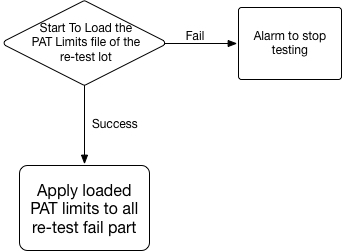 Start To Load the
PAT Limits file of the
re-test lot
Fail
Alarm to stop
testing
Success
Apply loaded
PAT limits to all
re-test fail part